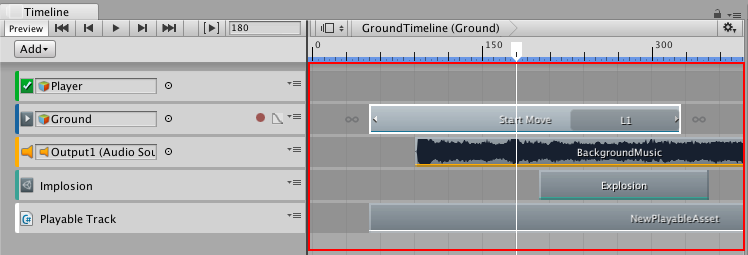 Timeline
Preview
180
GroundTimeline (Ground)
Add
0
150
300
Player
Ground
Start Move
L1
Output1 (Audio Sou
BackgroundMusic
Implosion
Explosion
Playable Track
NewPlayableAsset